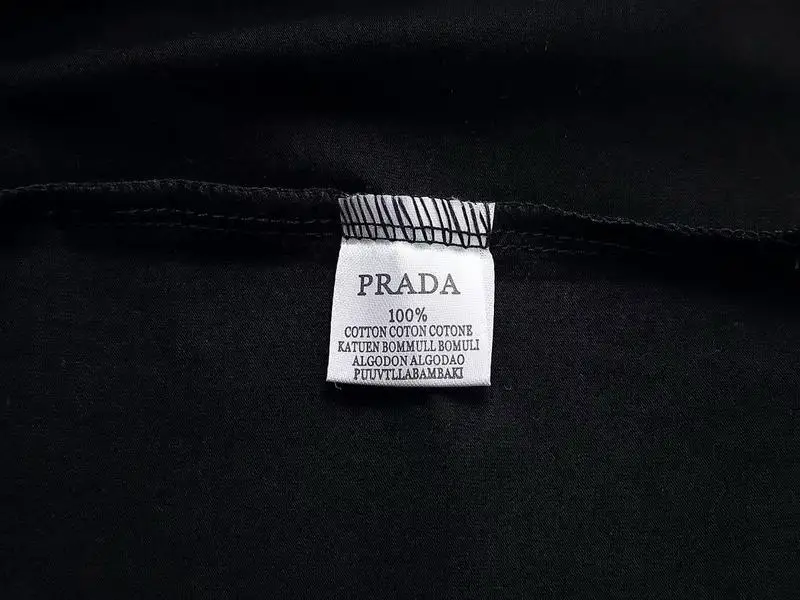 PRADA
100%
COTTON COTON COTONE
KATUEN BOMMULL BOMULI
ALGODON ALGODAO
PUUVTLLABAMBAKI